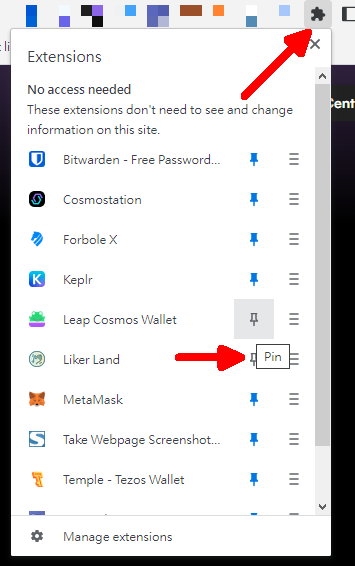 Extensions
Cent
No access needed
These extensions don't need to see and change
information on this site.
Bitwarden - Free Password...
Cosmostation
Forbole X
Keplr
Leap Cosmos Wallet
Liker Land
Pin
MetaMask
Take Webpage Screenshot...
Temple - Tezos Wallet
Manage extensions